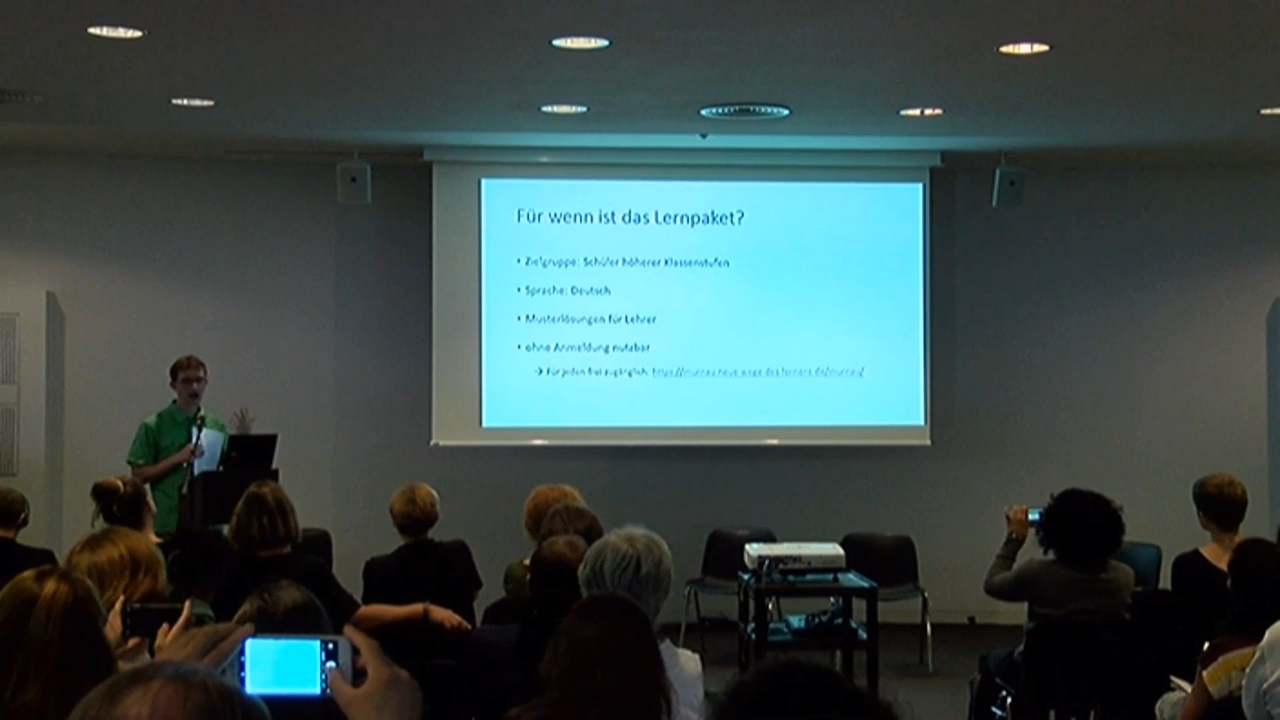 Für wenn ist das Lernpaket?
• Zielgruppe: Schüler höherer Klassenstufen
• Sprache: Deutsch
• Musterlösungen für Lehrer
• ohne Anmeldung nutzbar
→ Für jeden frei zugänglich: